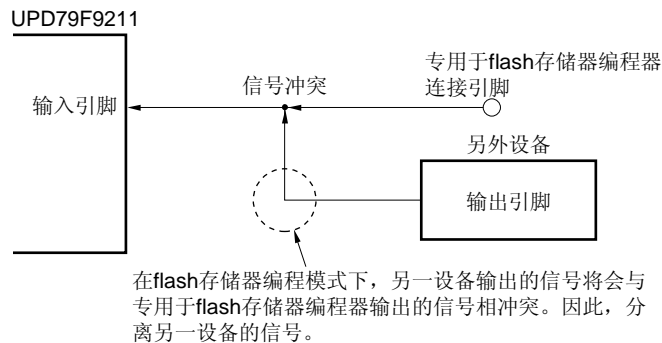 UPD79F9211
专用于flash存储器编程器
连接引脚
信号冲突
输入引脚
另外设备
输出引脚
在flash存储器编程模式下，另一设备输出的信号将会与
专用于flash存储器编程器输出的信号相冲突。因此，分
离另一设备的信号。